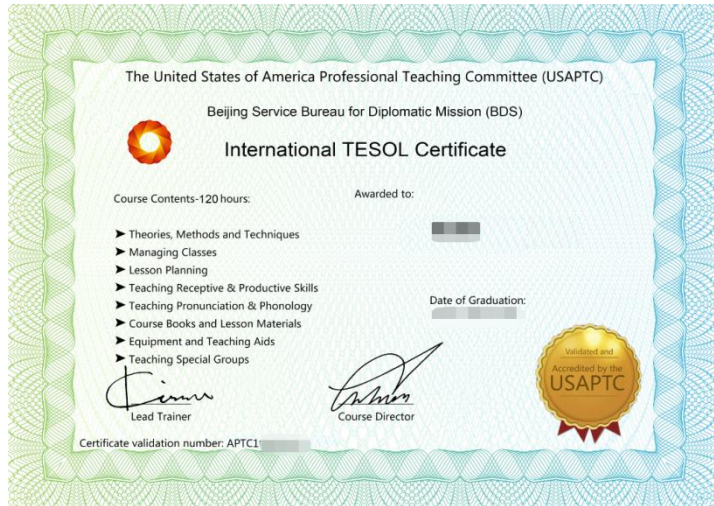 The United States of America Professional Teaching Committee (USAPTC)
Beijing Service Bureau for Diplomatic Mission (BDS)
International TESOL Certificate
Course Contents-120 hours:
Awarded to:
➤ Theories, Methods and Techniques
➤ Managing Classes
➤ Lesson Planning
➤ Teaching Receptive & Productive Skills
➤ Teaching Pronunciation & Phonology
➤ Course Books and Lesson Materials
➤ Equipment and Teaching Aids
➤ Teaching Special Groups
Date of Graduation:
Validated and
Accredited by the
USAPTC
Lead Trainer
Course Director
Certificate validation number: APTC1